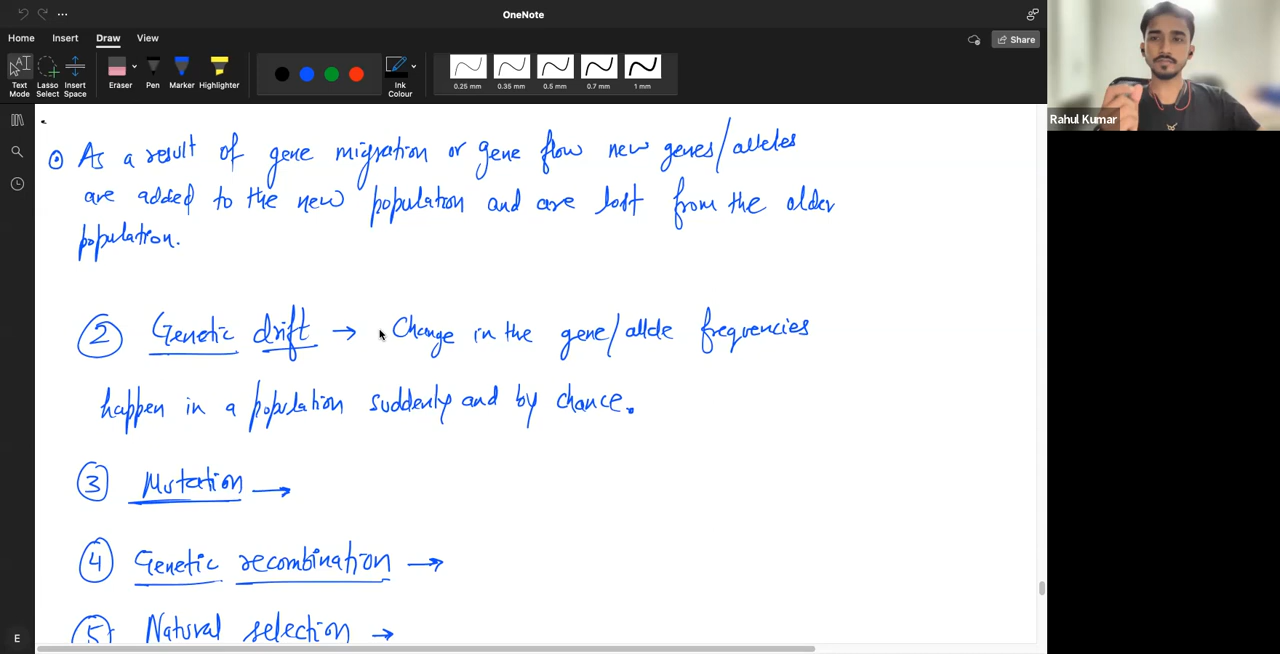 OneNote
Home Insert Draw View
Share
Text Mode
Lasso Select
Insert Space
Eraser
Pen
Marker
Highlighter
Ink Colour
0.25 mm
0.35 mm
0.5 mm
0.7 mm
1 mm
Rahul Kumar
As a result of gene migration or gene flow new genes/alleles
are added to the new population and are lost from the older
population.
2 Genetic drift → Change in the gene/allele frequencies
happen in a population suddenly and by chance.
3 Mutation →
4 Genetic recombination →
5 Natural selection →
E